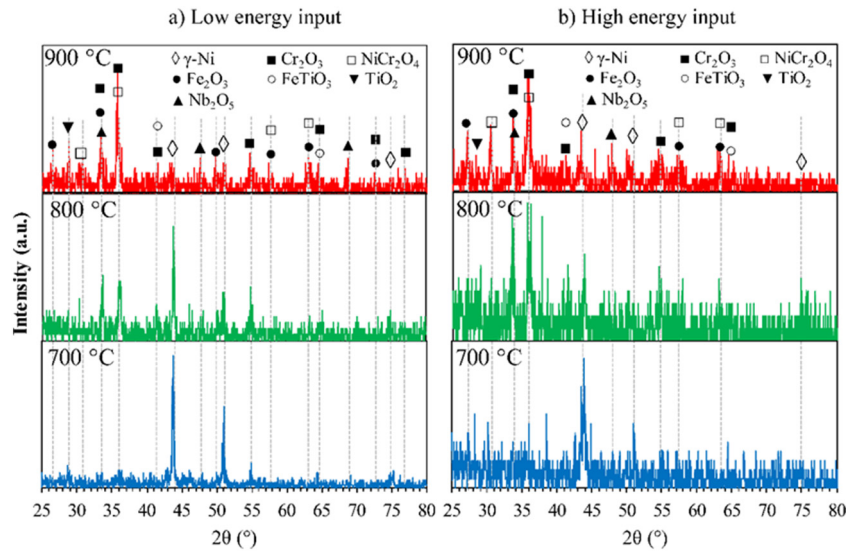 a) Low energy input
b) High energy input
Intensity (a.u.)
900 °C
γ-Ni
Cr₂O₃
NiCr₂O₄
Fe₂O₃
FeTiO₃
TiO₂
Nb₂O₅
800 °C
700 °C
25 30 35 40 45 50 55 60 65 70 75 80
2θ (°)
900 °C
γ-Ni
Cr₂O₃
NiCr₂O₄
Fe₂O₃
FeTiO₃
TiO₂
Nb₂O₅
800 °C
700 °C
25 30 35 40 45 50 55 60 65 70 75 80
2θ (°)